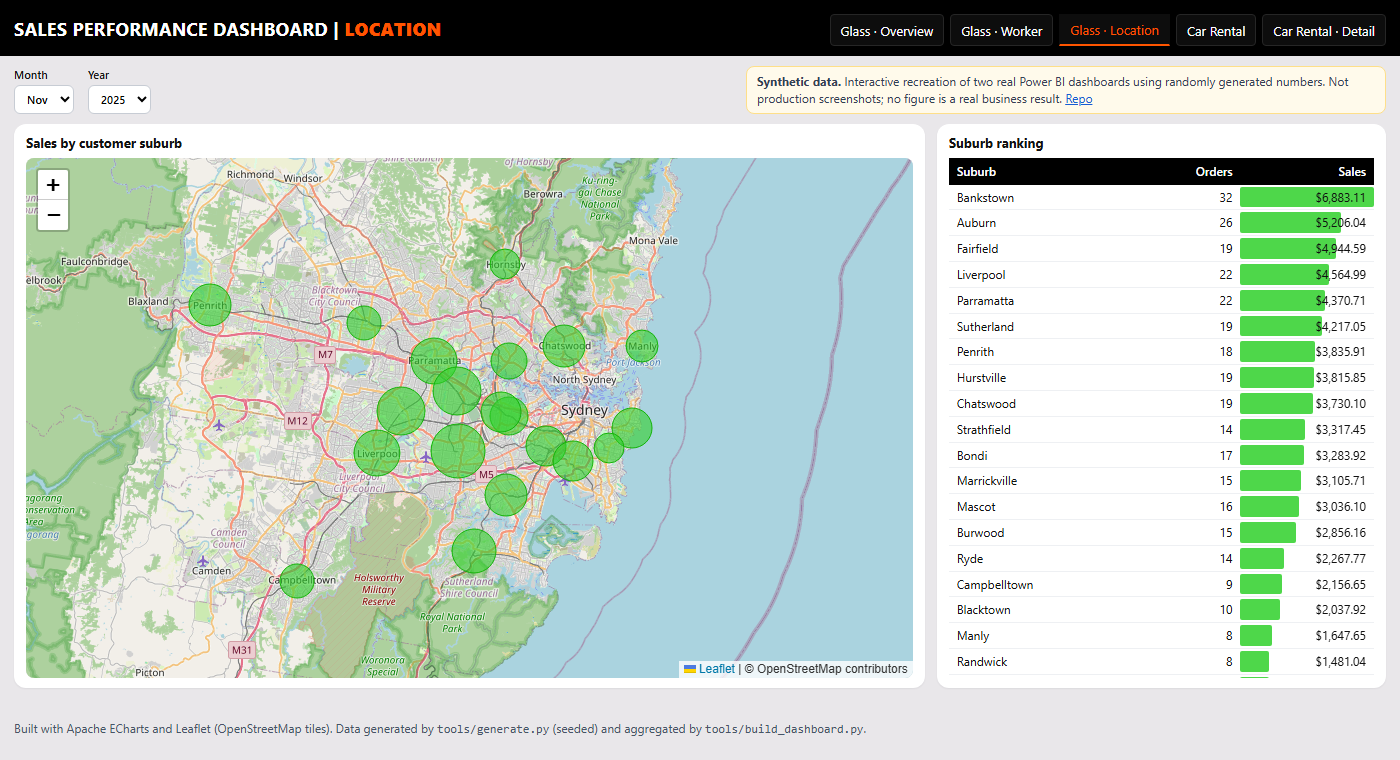 SALES PERFORMANCE DASHBOARD | LOCATION
Glass · Overview
Glass · Worker
Glass · Location
Car Rental
Car Rental · Detail
Month
Year
Nov
2025
Synthetic data. Interactive recreation of two real Power BI dashboards using randomly generated numbers. Not
production screenshots; no figure is a real business result. Repo
Sales by customer suburb
+
−
of Hornsby
Richmond
Windsor
Berowra
Ku-ring-
gai Chase
National
Park
Mona Vale
Faulconbridge
elbrook
Hornsby
Blaxland
Blacktown
City Council
Penrith
M7
Parramatta
Chatswood
Manly
Port Jackson
North Sydney
Sydney
M12
Liverpool
M5
Liverpool
City Council
agorang
onservation
Area
gorang
Camden
Council
Camden
Campbelltown
Holsworthy
Military
Reserve
Sutherland
Shire Council
Royal National
Park
M31
Woronora
Special
Picton
Leaflet | © OpenStreetMap contributors
Suburb ranking
Suburb Orders Sales
Bankstown 32 $6,883.11
Auburn 26 $5,206.04
Fairfield 19 $4,944.59
Liverpool 22 $4,564.99
Parramatta 22 $4,370.71
Sutherland 19 $4,217.05
Penrith 18 $3,835.91
Hurstville 19 $3,815.85
Chatswood 19 $3,730.10
Strathfield 14 $3,317.45
Bondi 17 $3,283.92
Marrickville 15 $3,105.71
Mascot 16 $3,036.10
Burwood 15 $2,856.16
Ryde 14 $2,267.77
Campbelltown 9 $2,156.65
Blacktown 10 $2,037.92
Manly 8 $1,647.65
Randwick 8 $1,481.04
Built with Apache ECharts and Leaflet (OpenStreetMap tiles). Data generated by tools/generate.py (seeded) and aggregated by tools/build_dashboard.py.